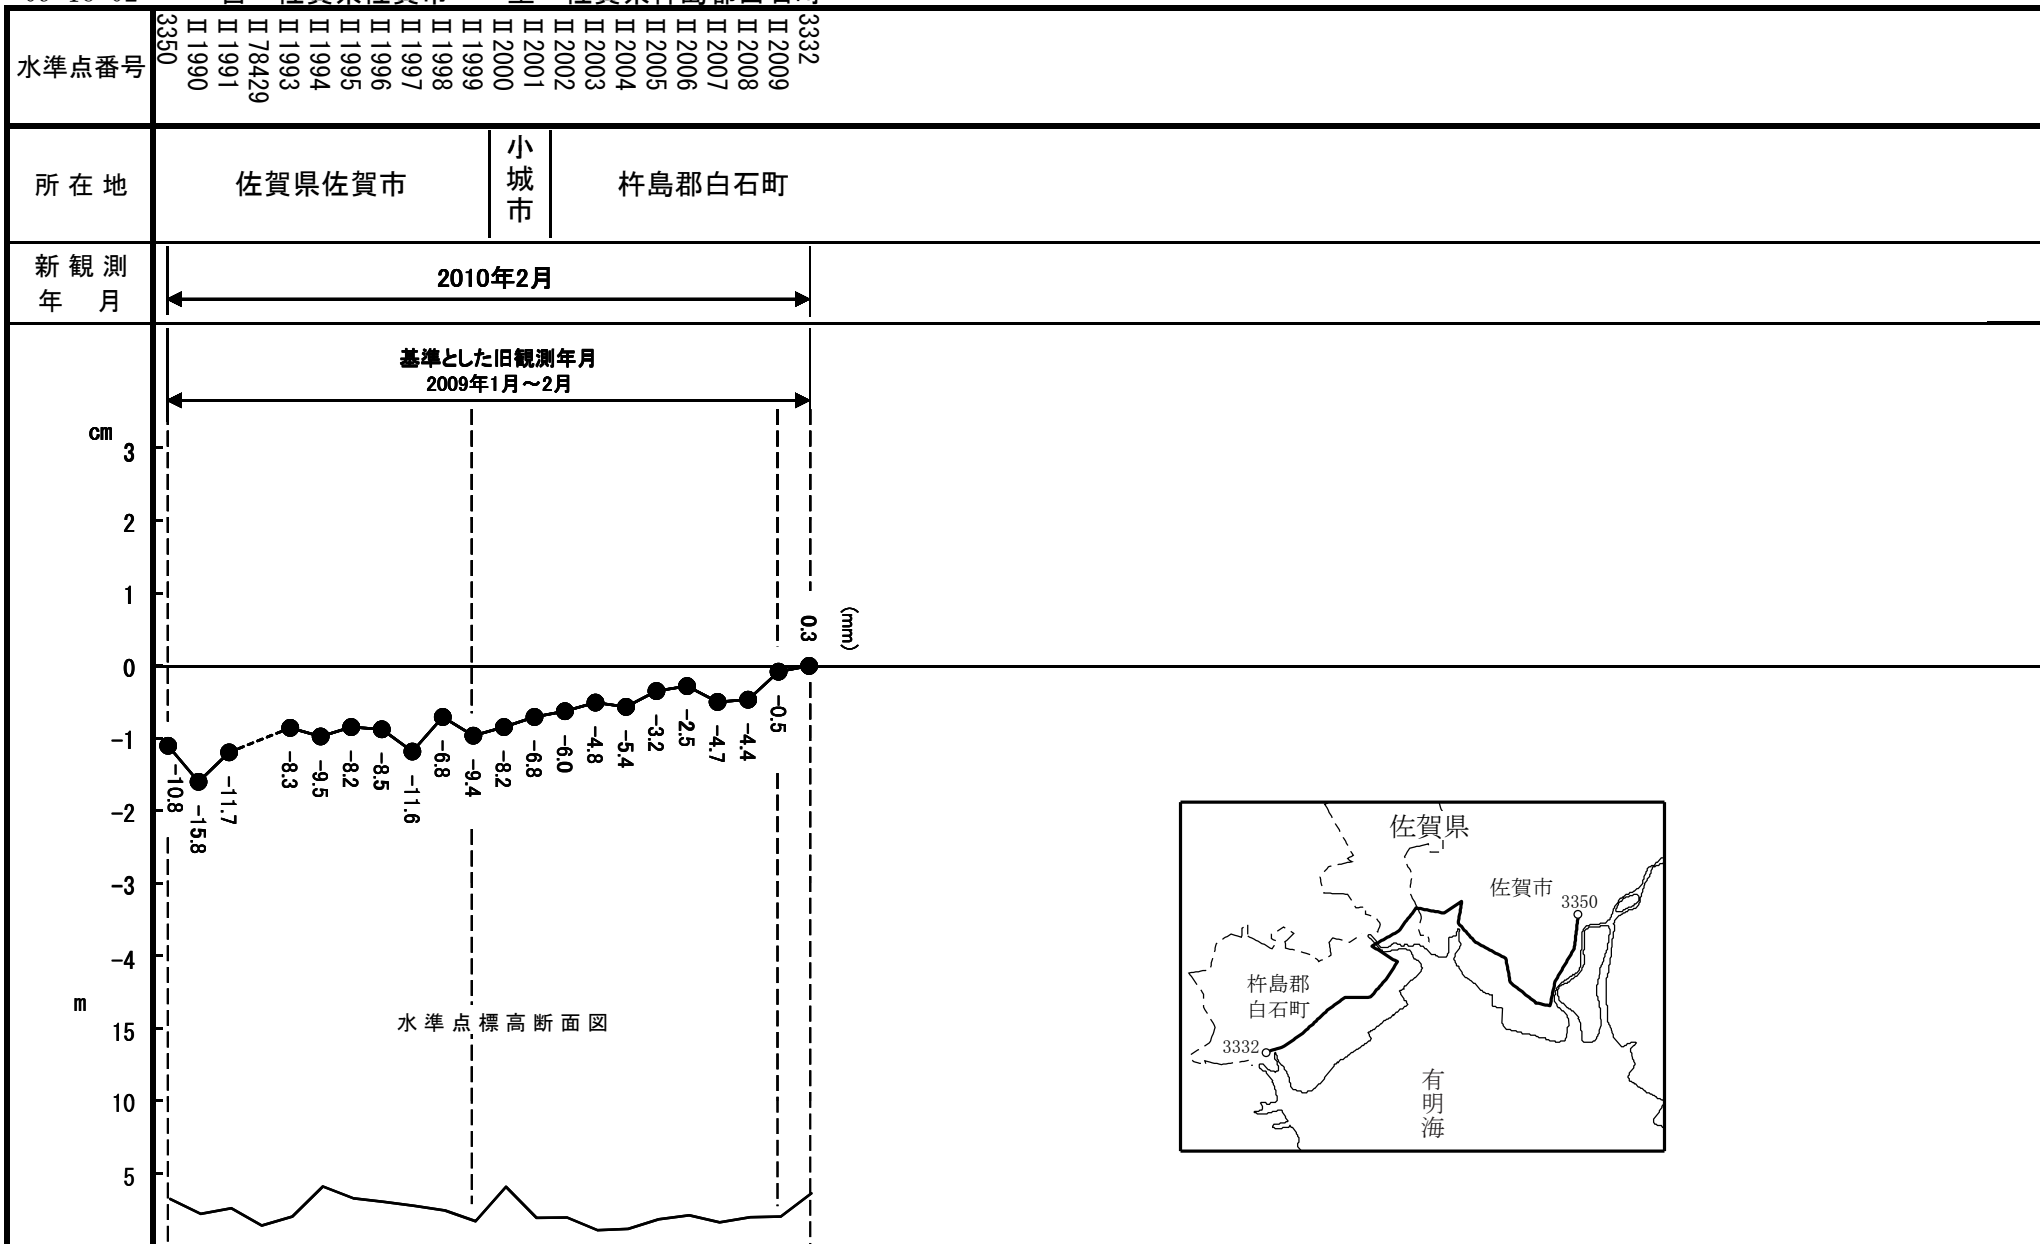 水準点番号
3350
II 1990
II 1991
II 78429
II 1993
II 1994
II 1995
II 1996
II 1997
II 1998
II 1999
II 2000
II 2001
II 2002
II 2003
II 2004
II 2005
II 2006
II 2007
II 2008
II 2009
3332
所 在 地
佐賀県佐賀市
小城市
杵島郡白石町
新 観 測
年 月
2010年2月
基準とした旧観測年月
2009年1月～2月
cm
3
2
1
0
-1
-2
-3
-4
(mm)
-10.8
-15.8
-11.7
-8.3
-9.5
-8.2
-8.5
-11.6
-6.8
-9.4
-8.2
-6.8
-6.0
-4.8
-5.4
-3.2
-2.5
-4.7
-4.4
-0.5
0.3
m
15
10
5
水 準 点 標 高 断 面 図
佐賀県
佐賀市
3350
杵島郡
白石町
3332
有明海